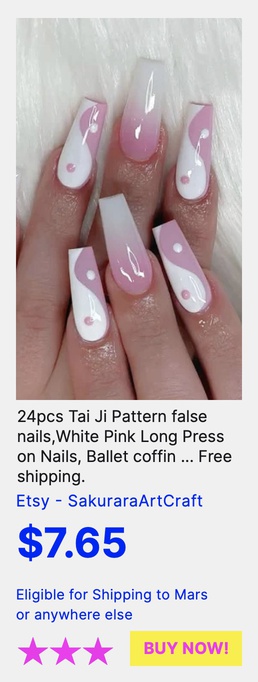 24pcs Tai Ji Pattern false
nails,White Pink Long Press
on Nails, Ballet coffin ... Free
shipping.
Etsy - SakuraraArtCraft
$7.65
Eligible for Shipping to Mars
or anywhere else
BUY NOW!